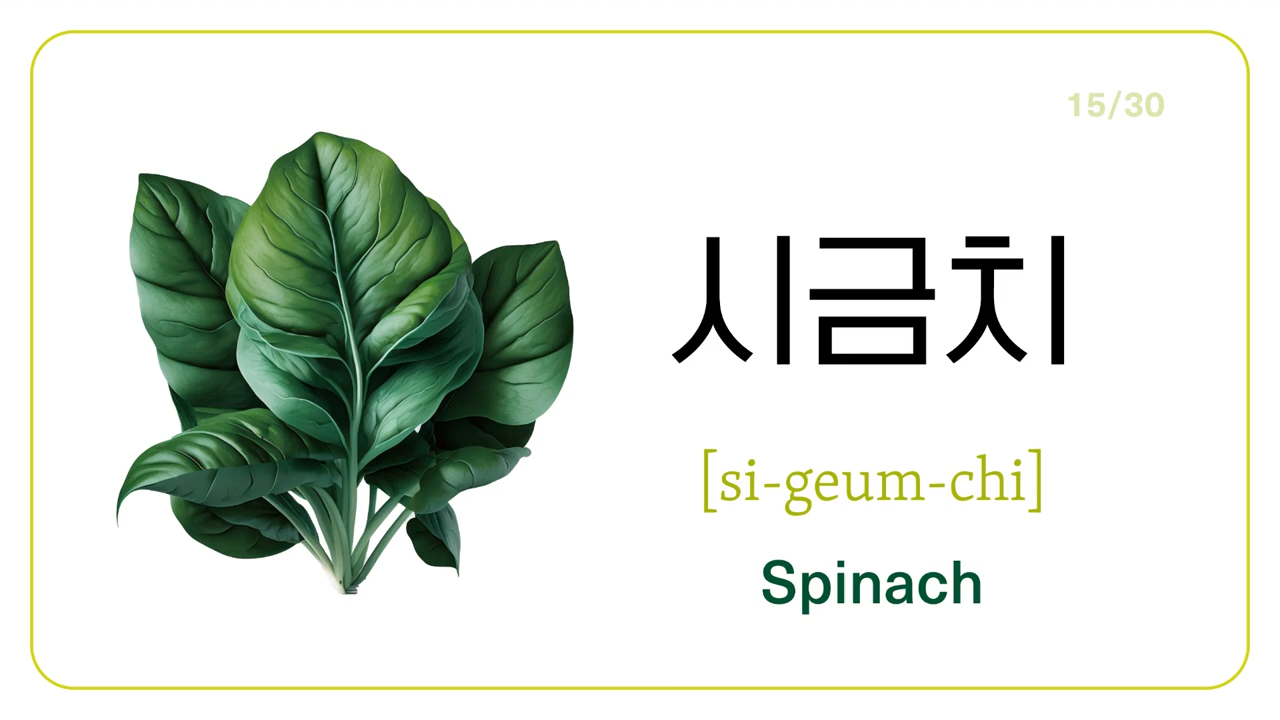 15/30
시금치
[si-geum-chi]
Spinach